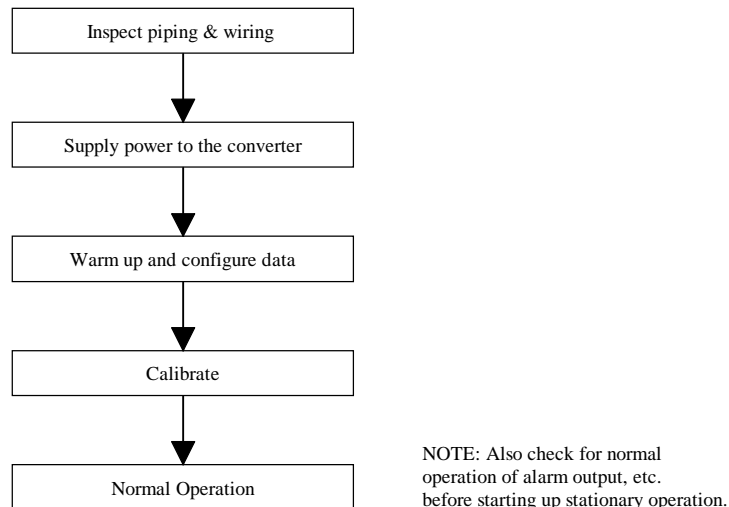 Inspect piping & wiring
Supply power to the converter
Warm up and configure data
Calibrate
Normal Operation
NOTE: Also check for normal
operation of alarm output, etc.
before starting up stationary operation.